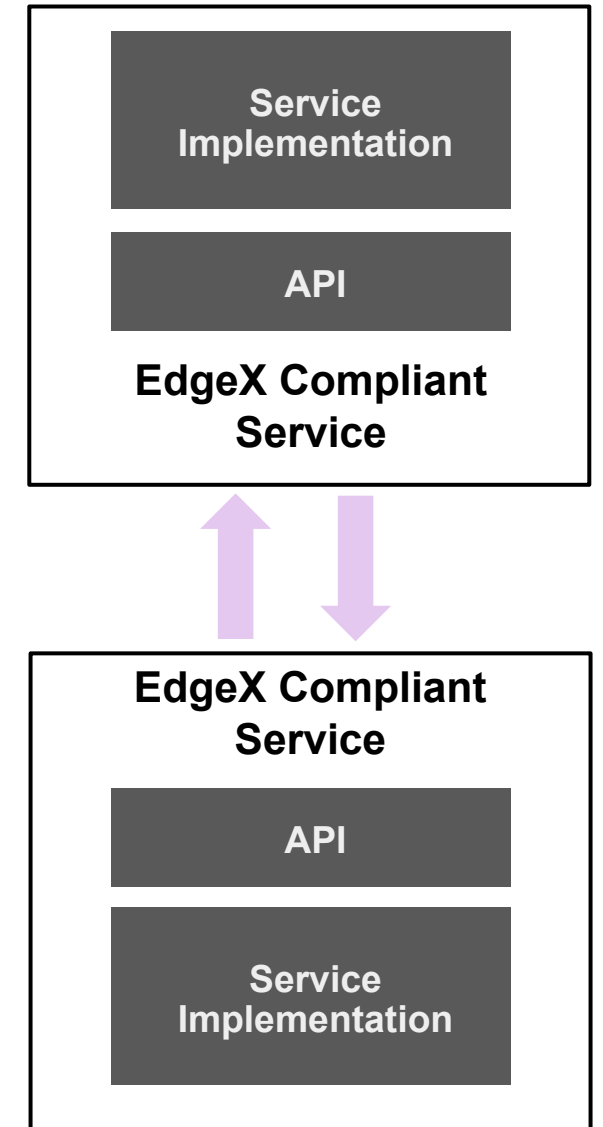 Service
Implementation
API
EdgeX Compliant
Service
EdgeX Compliant
Service
API
Service
Implementation